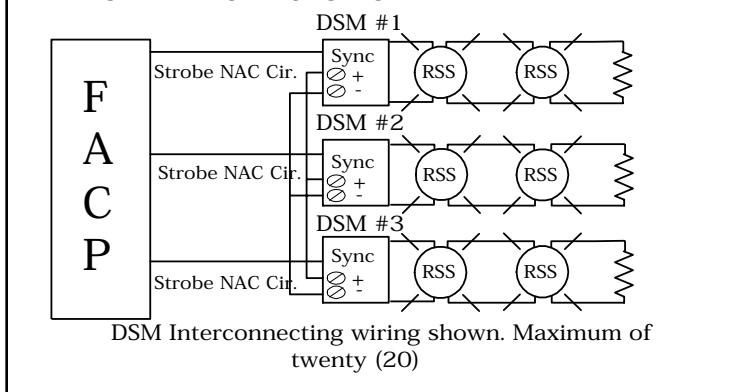 DSM #1
Sync
+
-
RSS
RSS
Strobe NAC Cir.
F
A
C
P
DSM #2
Sync
+
-
RSS
RSS
Strobe NAC Cir.
DSM #3
Sync
+
-
RSS
RSS
Strobe NAC Cir.
DSM Interconnecting wiring shown. Maximum of
twenty (20)